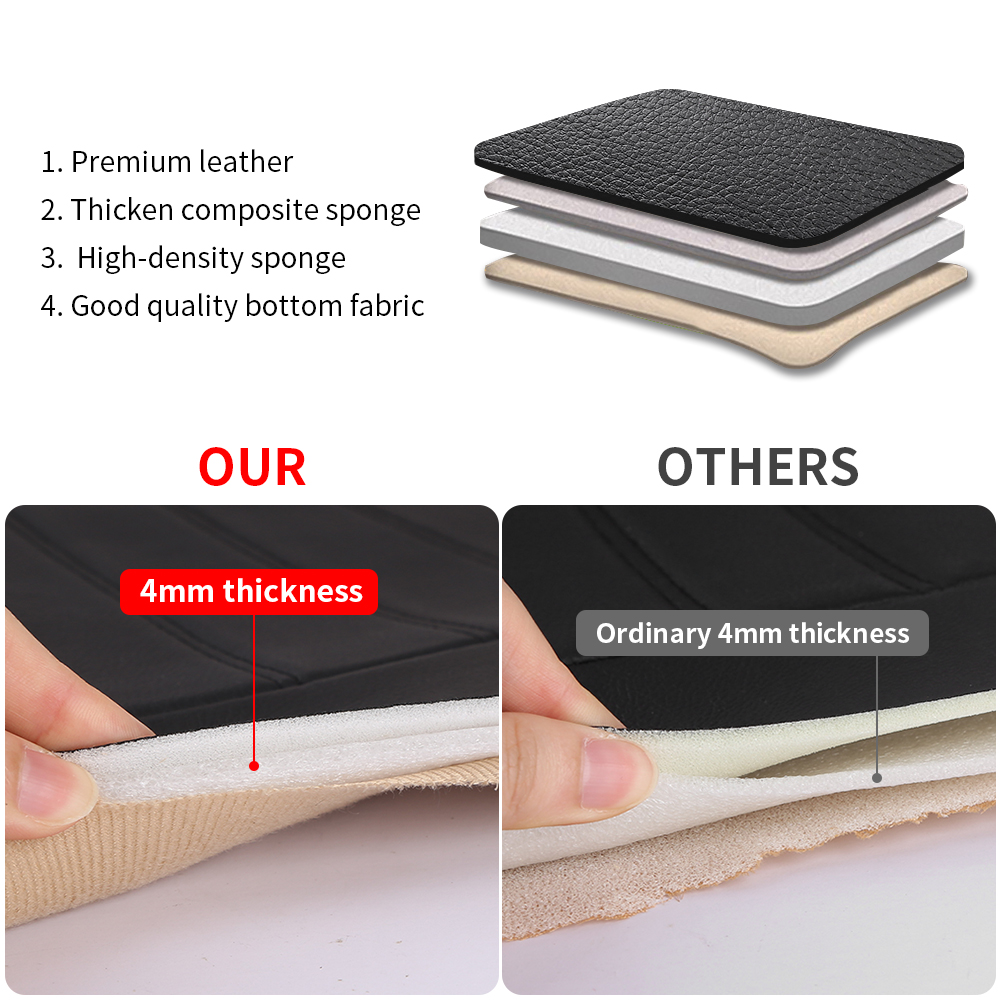 1. Premium leather
2. Thicken composite sponge
3. High-density sponge
4. Good quality bottom fabric
OUR
OTHERS
4mm thickness
Ordinary 4mm thickness